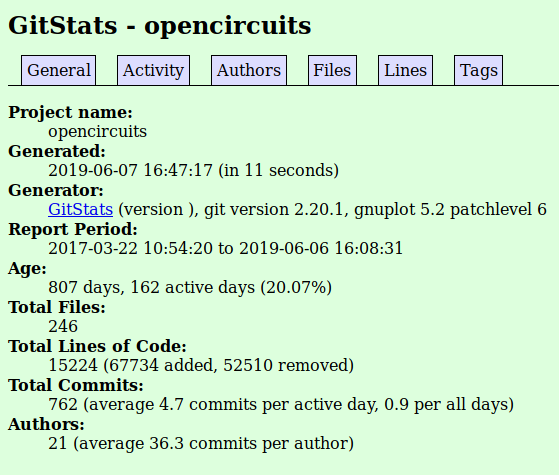 GitStats - opencircuits
General Activity Authors Files Lines Tags
Project name:
opencircuits
Generated:
2019-06-07 16:47:17 (in 11 seconds)
Generator:
GitStats (version ), git version 2.20.1, gnuplot 5.2 patchlevel 6
Report Period:
2017-03-22 10:54:20 to 2019-06-06 16:08:31
Age:
807 days, 162 active days (20.07%)
Total Files:
246
Total Lines of Code:
15224 (67734 added, 52510 removed)
Total Commits:
762 (average 4.7 commits per active day, 0.9 per all days)
Authors:
21 (average 36.3 commits per author)